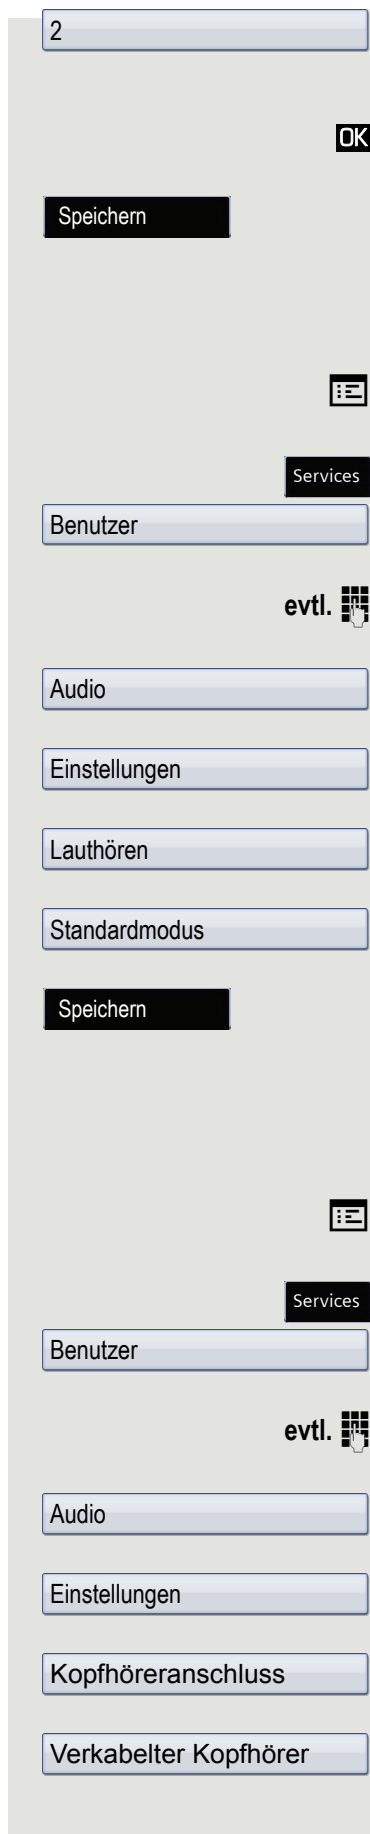 2
OK
Speichern
Services
Benutzer
evtl.
Audio
Einstellungen
Lauthören
Standardmodus
Speichern
Services
Benutzer
evtl.
Audio
Einstellungen
Kopfhöreranschluss
Verkabelter Kopfhörer